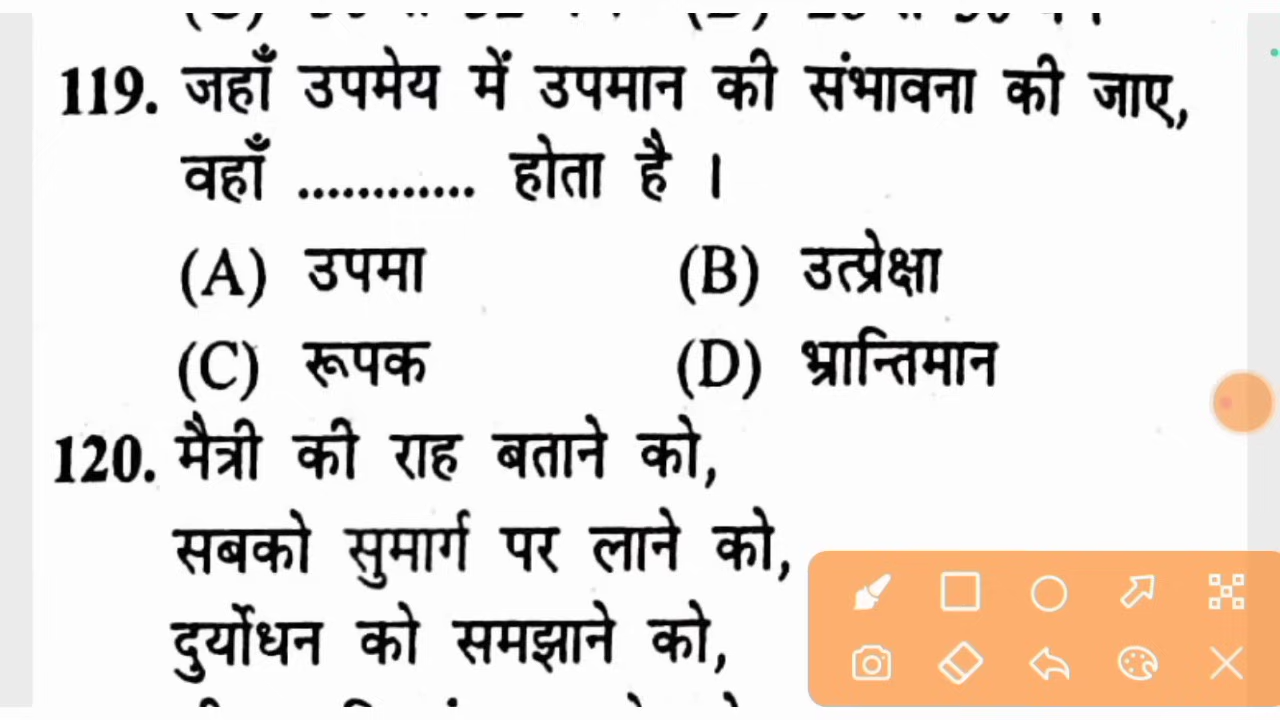 119. जहाँ उपमेय में उपमान की संभावना की जाए,
वहाँ ............ होता है ।
(A) उपमा (B) उत्प्रेक्षा
(C) रूपक (D) भ्रान्तिमान
120. मैत्री की राह बताने को,
सबको सुमार्ग पर लाने को,
दुर्योधन को समझाने को,